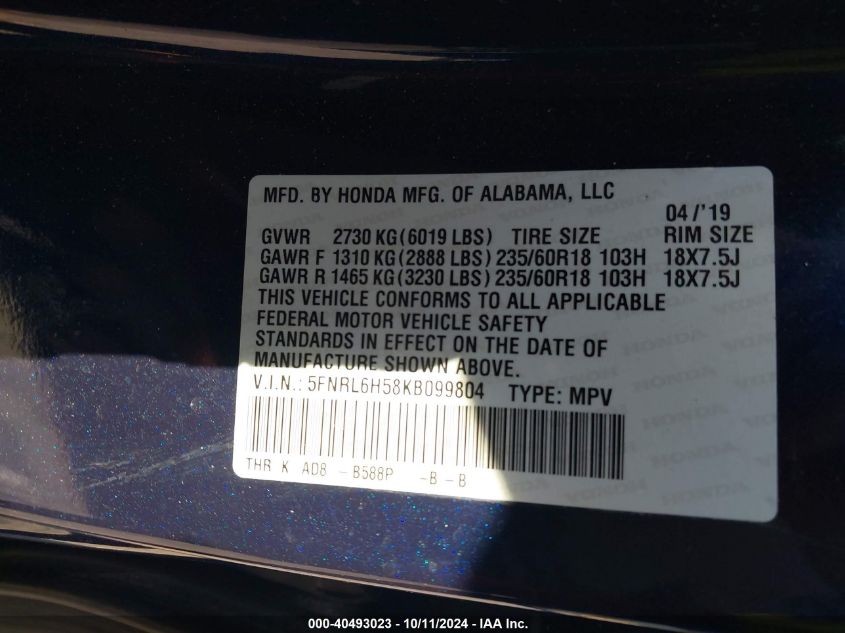 MFD. BY HONDA MFG. OF ALABAMA, LLC
04/'19
GVWR 2730 KG(6019 LBS) TIRE SIZE RIM SIZE
GAWR F 1310 KG(2888 LBS)235/60R18 103H 18X7.5J
GAWR R 1465 KG(3230 LBS)235/60R18 103H 18X7.5J
THIS VEHICLE CONFORMS TO ALL APPLICABLE
FEDERAL MOTOR VEHICLE SAFETY
STANDARDS IN EFFECT ON THE DATE OF
MANUFACTURE SHOWN ABOVE.
V.I.N.: 5FNRL6H58KB099804 TYPE: MPV
THR K AD8 -B588P -B-B
000-40493023 - 10/11/2024 - IAA Inc.